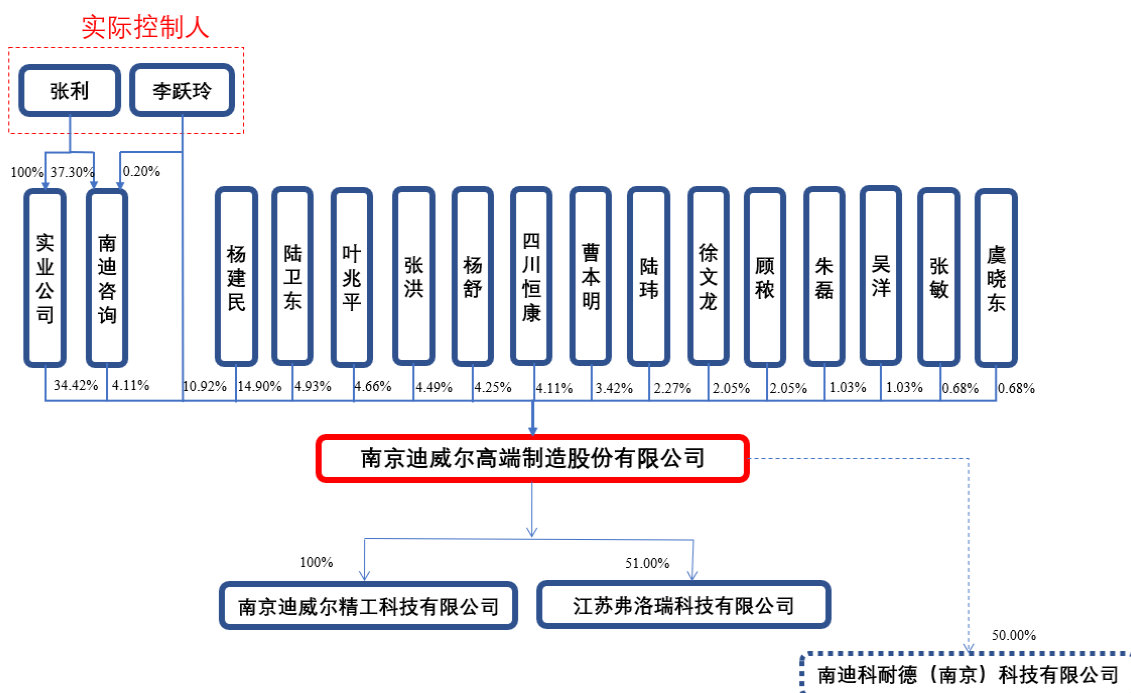 实际控制人
张利
李跃玲
100%
37.30%
0.20%
实业公司
南迪咨询
杨建民
陆卫东
叶兆平
张洪
杨舒
四川恒康
曹本明
陆玮
徐文龙
顾秾
朱磊
吴洋
张敏
虞晓东
34.42%
4.11%
10.92%
14.90%
4.93%
4.66%
4.49%
4.25%
4.11%
3.42%
2.27%
2.05%
2.05%
1.03%
1.03%
0.68%
0.68%
南京迪威尔高端制造股份有限公司
100%
51.00%
南京迪威尔精工科技有限公司
江苏弗洛瑞科技有限公司
50.00%
南迪科耐德（南京）科技有限公司